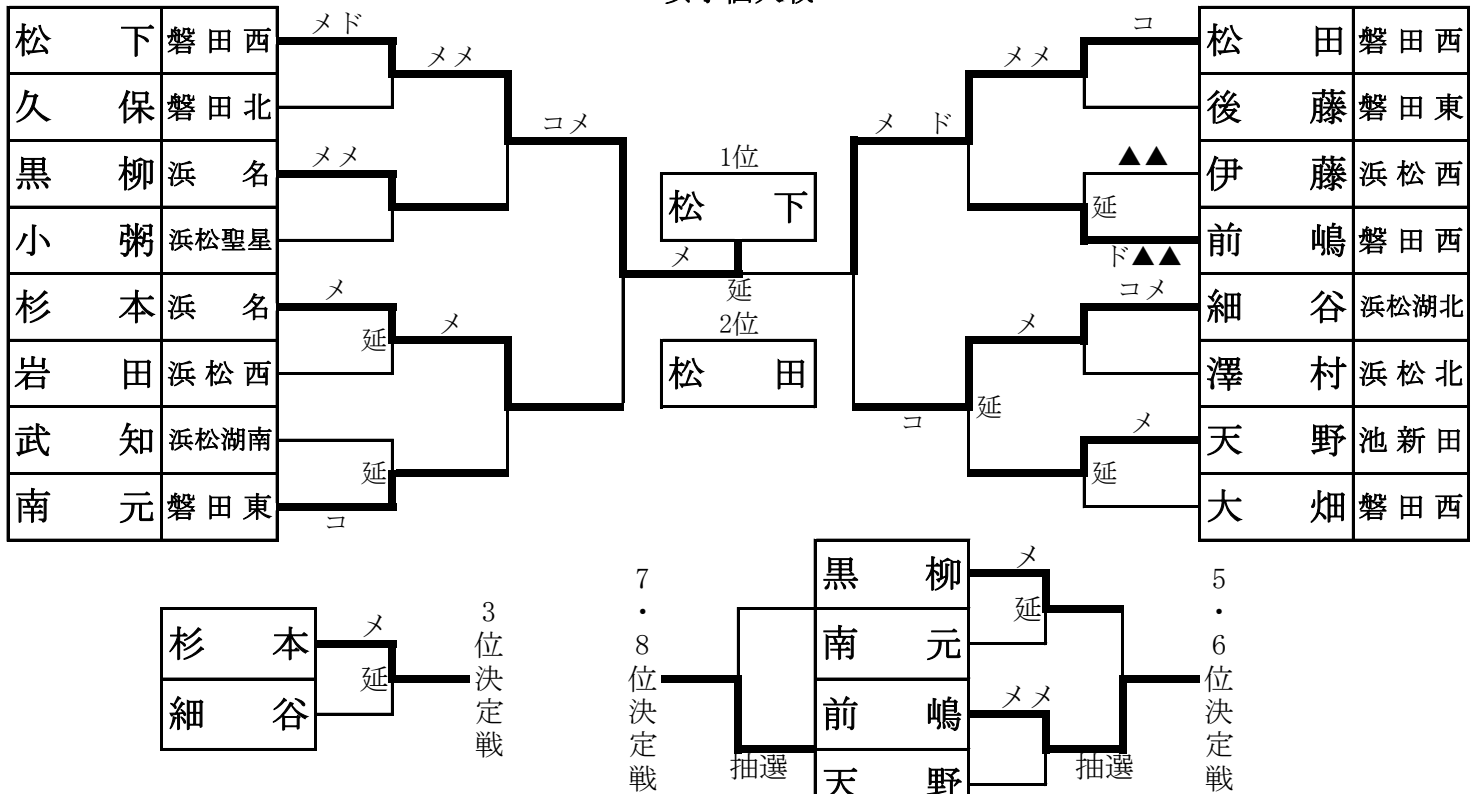 メド
松 下 磐田西
メメ
久 保 磐田北
コメ
メメ
黒 柳 浜 名
小 粥 浜松聖星
メ
杉 本 浜 名
延
メ
岩 田 浜松西
武 知 浜松湖南
延
南 元 磐田東
コ
1位
松 下
メ
延
2位
松 田
コ
松 田 磐田西
メメ
後 藤 磐田東
メ ド
▲▲
伊 藤 浜松西
延
前 嶋 磐田西
ド▲▲
コメ
細 谷 浜松湖北
メ
澤 村 浜松北
延
コ
メ
天 野 池新田
延
大 畑 磐田西
杉 本
メ
延
細 谷
3位決定戦
7・8位決定戦
黒 柳
メ
延
南 元
前 嶋
メメ
抽選
天 野
抽選
5・6位決定戦